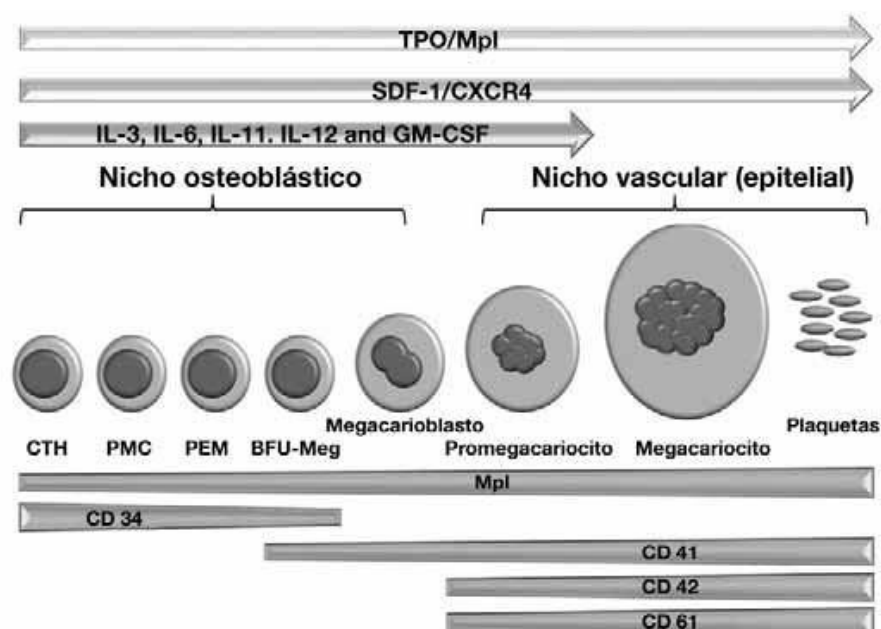 TPO/Mpl
SDF-1/CXCR4
IL-3, IL-6, IL-11. IL-12 and GM-CSF
Nicho osteoblástico
Nicho vascular (epitelial)
Megacarioblasto
Plaquetas
CTH
PMC
PEM
BFU-Meg
Promegacariocito
Megacariocito
Mpl
CD 34
CD 41
CD 42
CD 61